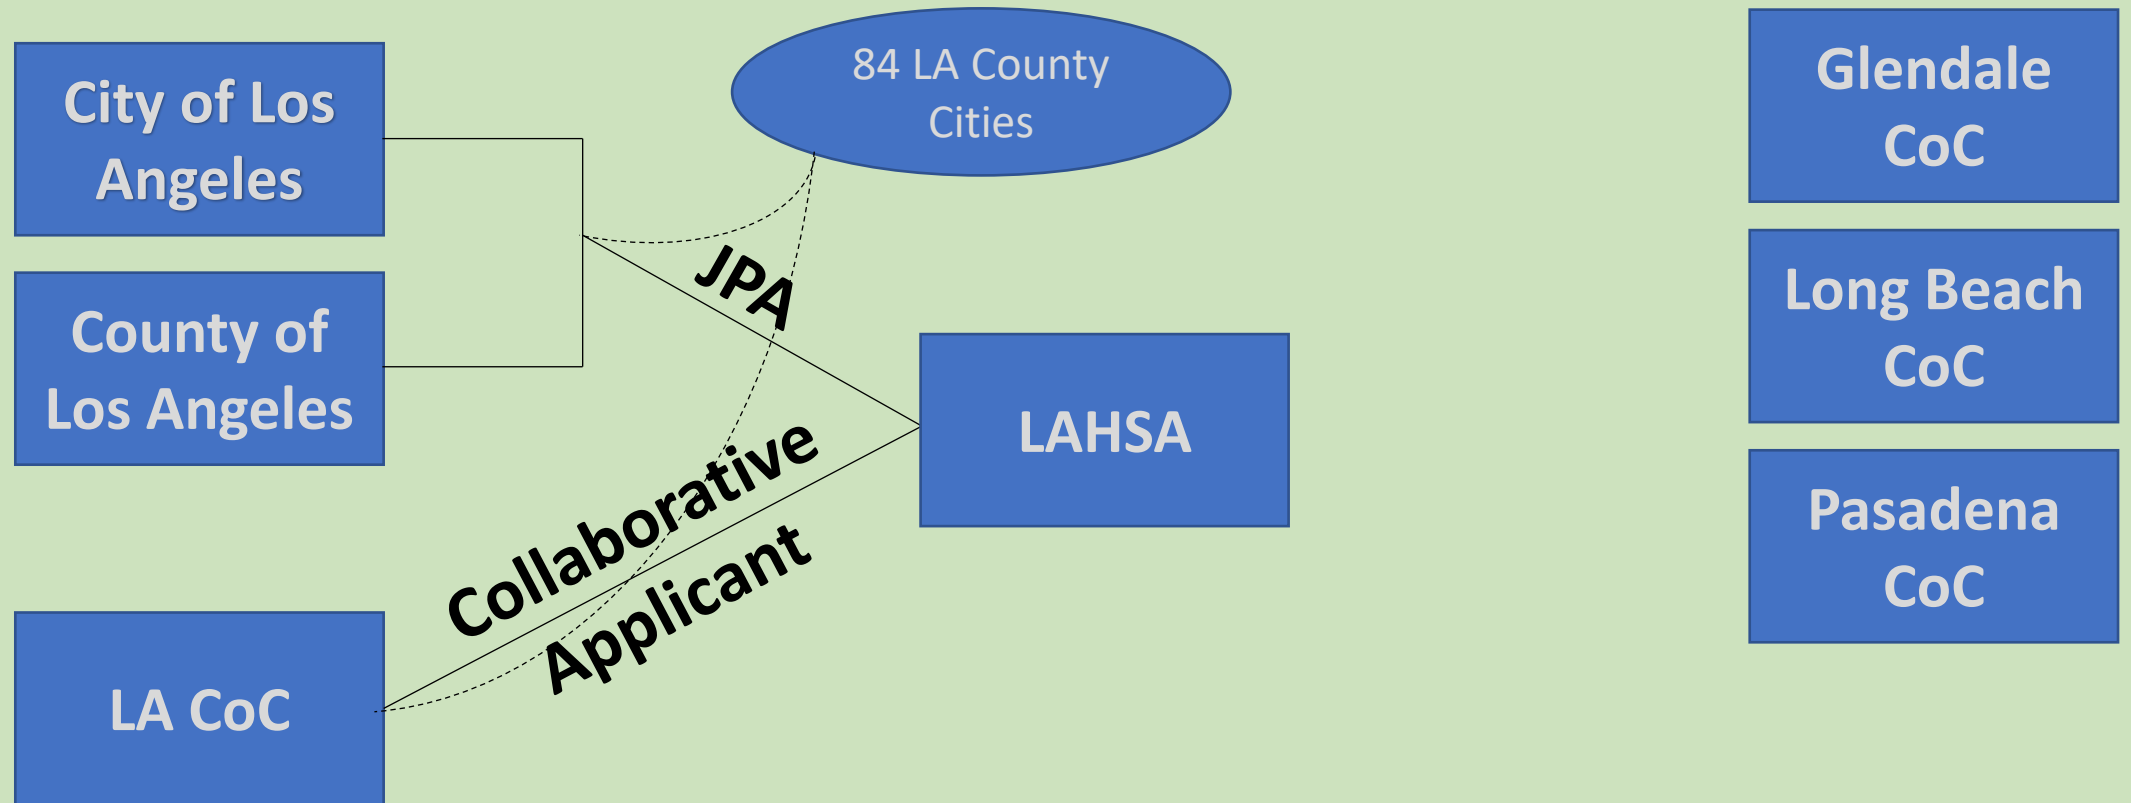 City of Los
Angeles
County of
Los Angeles
LA CoC
84 LA County
Cities
JPA
Collaborative
Applicant
LAHSA
Glendale
CoC
Long Beach
CoC
Pasadena
CoC